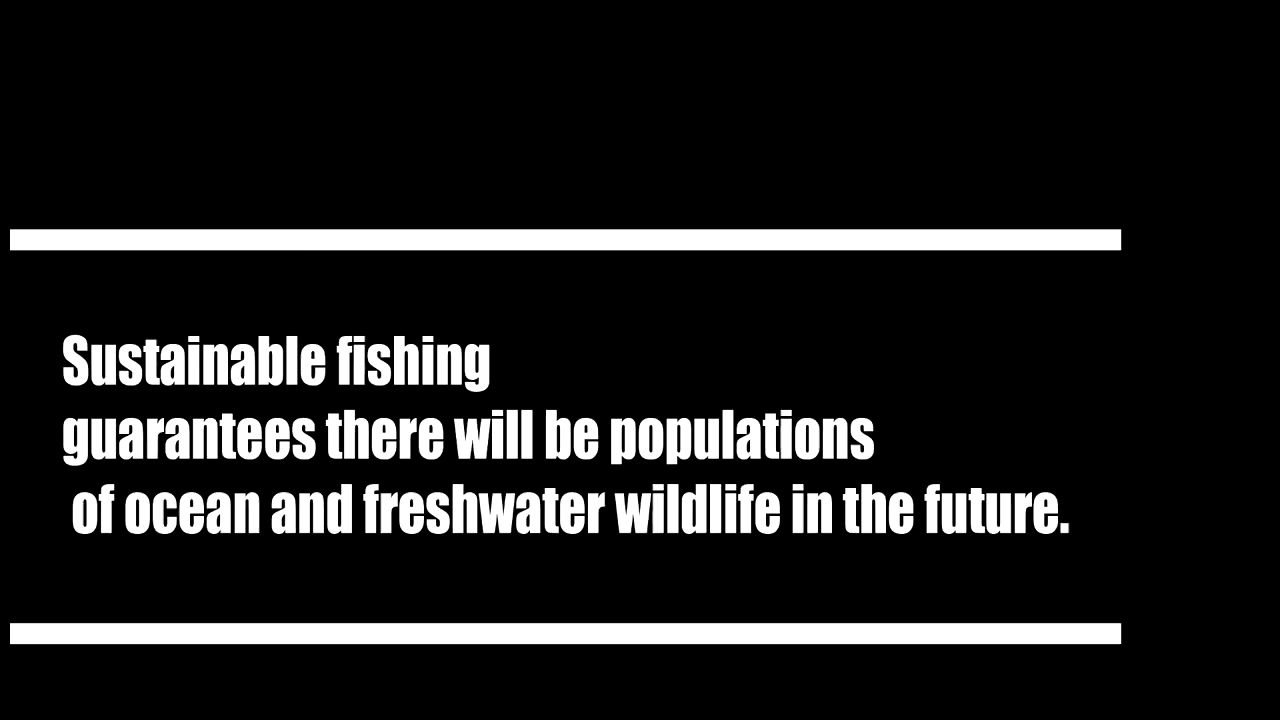 Sustainable fishing
guarantees there will be populations
of ocean and freshwater wildlife in the future.